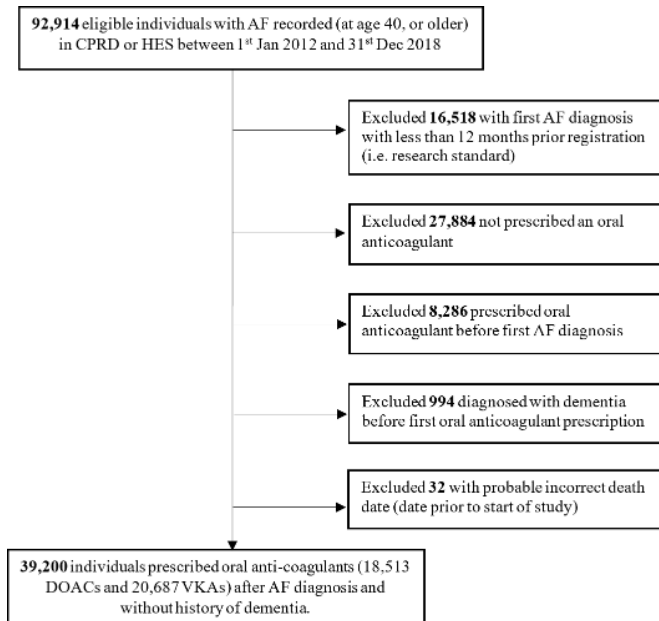 92,914 eligible individuals with AF recorded (at age 40, or older)
in CPRD or HES between 1st Jan 2012 and 31st Dec 2018
Excluded 16,518 with first AF diagnosis
with less than 12 months prior registration
(i.e. research standard)
Excluded 27,884 not prescribed an oral
anticoagulant
Excluded 8,286 prescribed oral
anticoagulant before first AF diagnosis
Excluded 994 diagnosed with dementia
before first oral anticoagulant prescription
Excluded 32 with probable incorrect death
date (date prior to start of study)
39,200 individuals prescribed oral anti-coagulants (18,513
DOACs and 20,687 VKAs) after AF diagnosis and
without history of dementia.